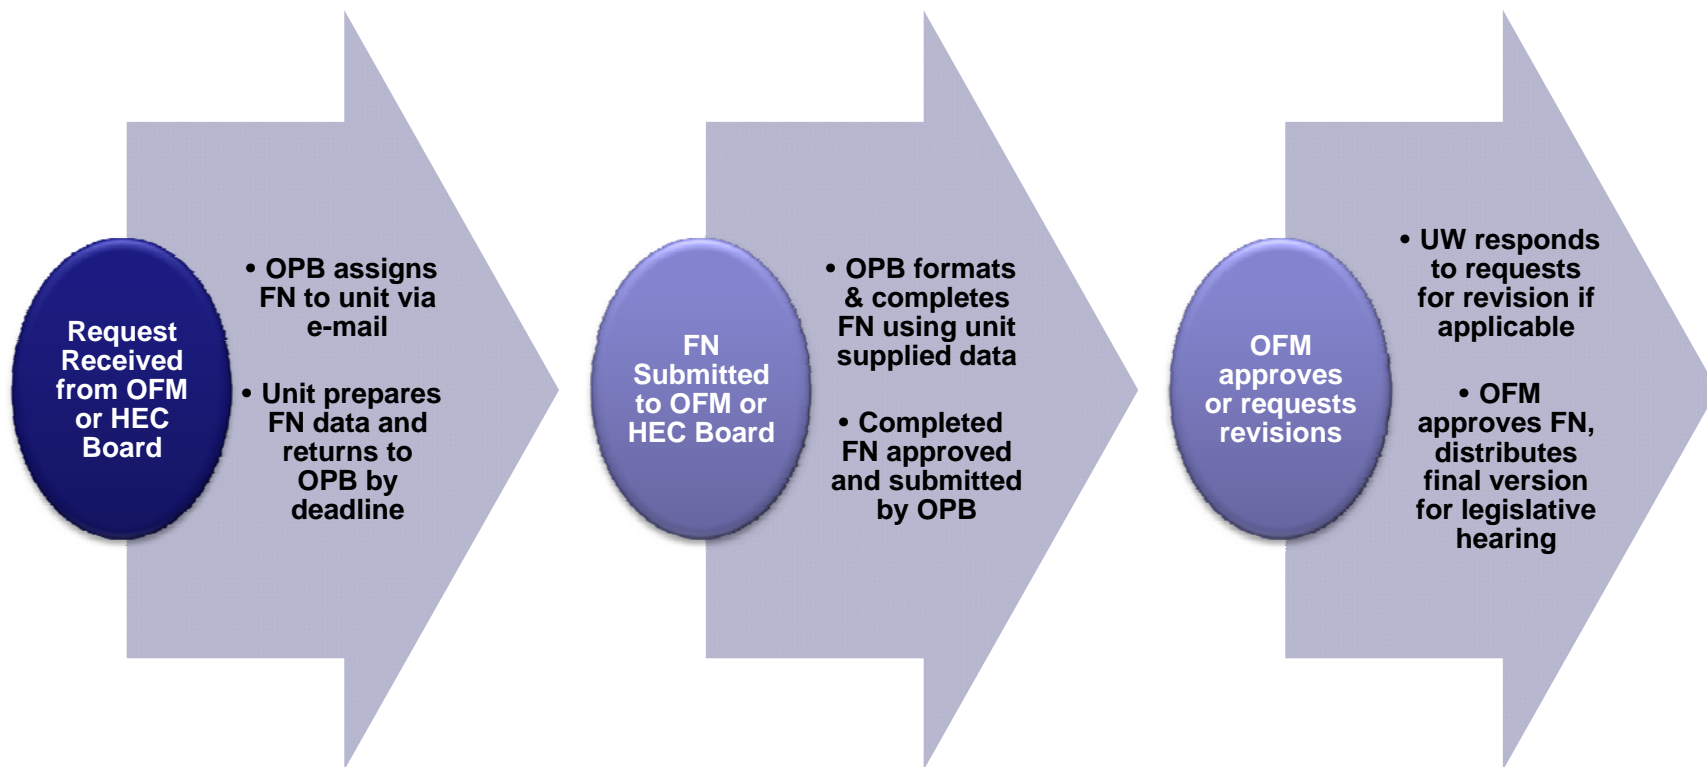 Request
Received
from OFM
or HEC
Board
• OPB assigns
FN to unit via
e-mail
• Unit prepares
FN data and
returns to
OPB by
deadline
FN
Submitted
to OFM or
HEC Board
• OPB formats
& completes
FN using unit
supplied data
• Completed
FN approved
and submitted
by OPB
OFM
approves
or requests
revisions
• UW responds
to requests
for revision if
applicable
• OFM
approves FN,
distributes
final version
for legislative
hearing